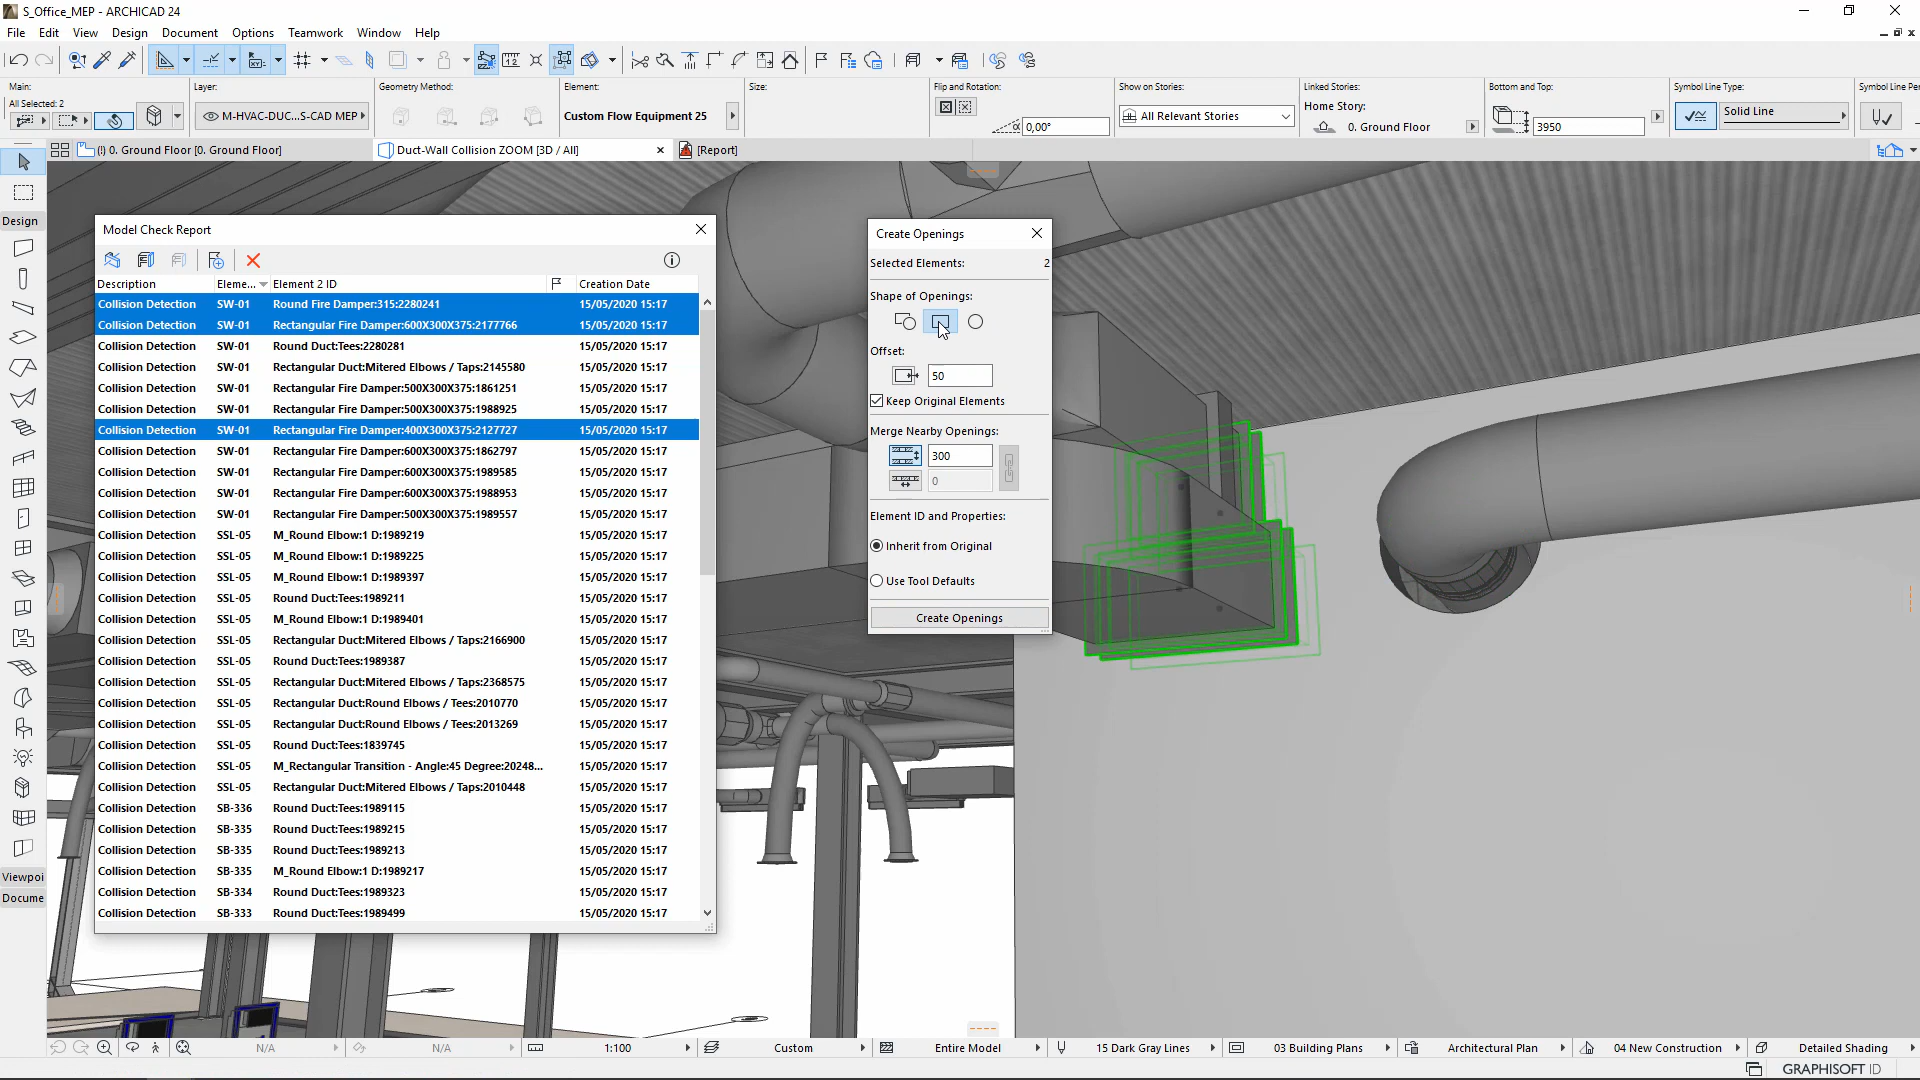 S_Office_MEP - ARCHICAD 24
File Edit View Design Document Options Teamwork Window Help
Main:
All Selected: 2
Layer:
M-HVAC-DUC...S-CAD MEP
Geometry Method:
Element:
Custom Flow Equipment 25
Size:
Flip and Rotation:
0,00°
Show on Stories:
All Relevant Stories
Linked Stories:
Home Story:
0. Ground Floor
Bottom and Top:
3950
Symbol Line Type:
Solid Line
Symbol Line Per
(!) 0. Ground Floor [0. Ground Floor]
Duct-Wall Collision ZOOM [3D / All]
[Report]
Design
Viewpoi
Docume
Model Check Report
Description Eleme... Element 2 ID Creation Date
Collision Detection SW-01 Round Fire Damper:315:2280241 15/05/2020 15:17
Collision Detection SW-01 Rectangular Fire Damper:600X300X375:2177766 15/05/2020 15:17
Collision Detection SW-01 Round Duct:Tees:2280281 15/05/2020 15:17
Collision Detection SW-01 Rectangular Duct:Mitered Elbows / Taps:2145580 15/05/2020 15:17
Collision Detection SW-01 Rectangular Fire Damper:500X300X375:1861251 15/05/2020 15:17
Collision Detection SW-01 Rectangular Fire Damper:500X300X375:1988925 15/05/2020 15:17
Collision Detection SW-01 Rectangular Fire Damper:400X300X375:2127727 15/05/2020 15:17
Collision Detection SW-01 Rectangular Fire Damper:600X300X375:1862797 15/05/2020 15:17
Collision Detection SW-01 Rectangular Fire Damper:600X300X375:1989585 15/05/2020 15:17
Collision Detection SW-01 Rectangular Fire Damper:600X300X375:1988953 15/05/2020 15:17
Collision Detection SW-01 Rectangular Fire Damper:500X300X375:1989557 15/05/2020 15:17
Collision Detection SSL-05 M_Round Elbow:1 D:1989219 15/05/2020 15:17
Collision Detection SSL-05 M_Round Elbow:1 D:1989225 15/05/2020 15:17
Collision Detection SSL-05 M_Round Elbow:1 D:1989397 15/05/2020 15:17
Collision Detection SSL-05 Round Duct:Tees:1989211 15/05/2020 15:17
Collision Detection SSL-05 M_Round Elbow:1 D:1989401 15/05/2020 15:17
Collision Detection SSL-05 Rectangular Duct:Mitered Elbows / Taps:2166900 15/05/2020 15:17
Collision Detection SSL-05 Round Duct:Tees:1989387 15/05/2020 15:17
Collision Detection SSL-05 Rectangular Duct:Mitered Elbows / Taps:2368575 15/05/2020 15:17
Collision Detection SSL-05 Rectangular Duct:Round Elbows / Tees:2010770 15/05/2020 15:17
Collision Detection SSL-05 Rectangular Duct:Round Elbows / Tees:2013269 15/05/2020 15:17
Collision Detection SSL-05 Round Duct:Tees:1839745 15/05/2020 15:17
Collision Detection SSL-05 M_Rectangular Transition - Angle:45 Degree:20248... 15/05/2020 15:17
Collision Detection SSL-05 Rectangular Duct:Mitered Elbows / Taps:2010448 15/05/2020 15:17
Collision Detection SB-336 Round Duct:Tees:1989115 15/05/2020 15:17
Collision Detection SB-335 Round Duct:Tees:1989215 15/05/2020 15:17
Collision Detection SB-335 Round Duct:Tees:1989213 15/05/2020 15:17
Collision Detection SB-335 M_Round Elbow:1 D:1989217 15/05/2020 15:17
Collision Detection SB-334 Round Duct:Tees:1989323 15/05/2020 15:17
Collision Detection SB-333 Round Duct:Tees:1989499 15/05/2020 15:17
Create Openings
Selected Elements: 2
Shape of Openings:
Offset:
50
Keep Original Elements
Merge Nearby Openings:
300
0
Element ID and Properties:
Inherit from Original
Use Tool Defaults
Create Openings
N/A N/A 1:100 Custom Entire Model 15 Dark Gray Lines 03 Building Plans Architectural Plan 04 New Construction Detailed Shading
GRAPHISOFT ID